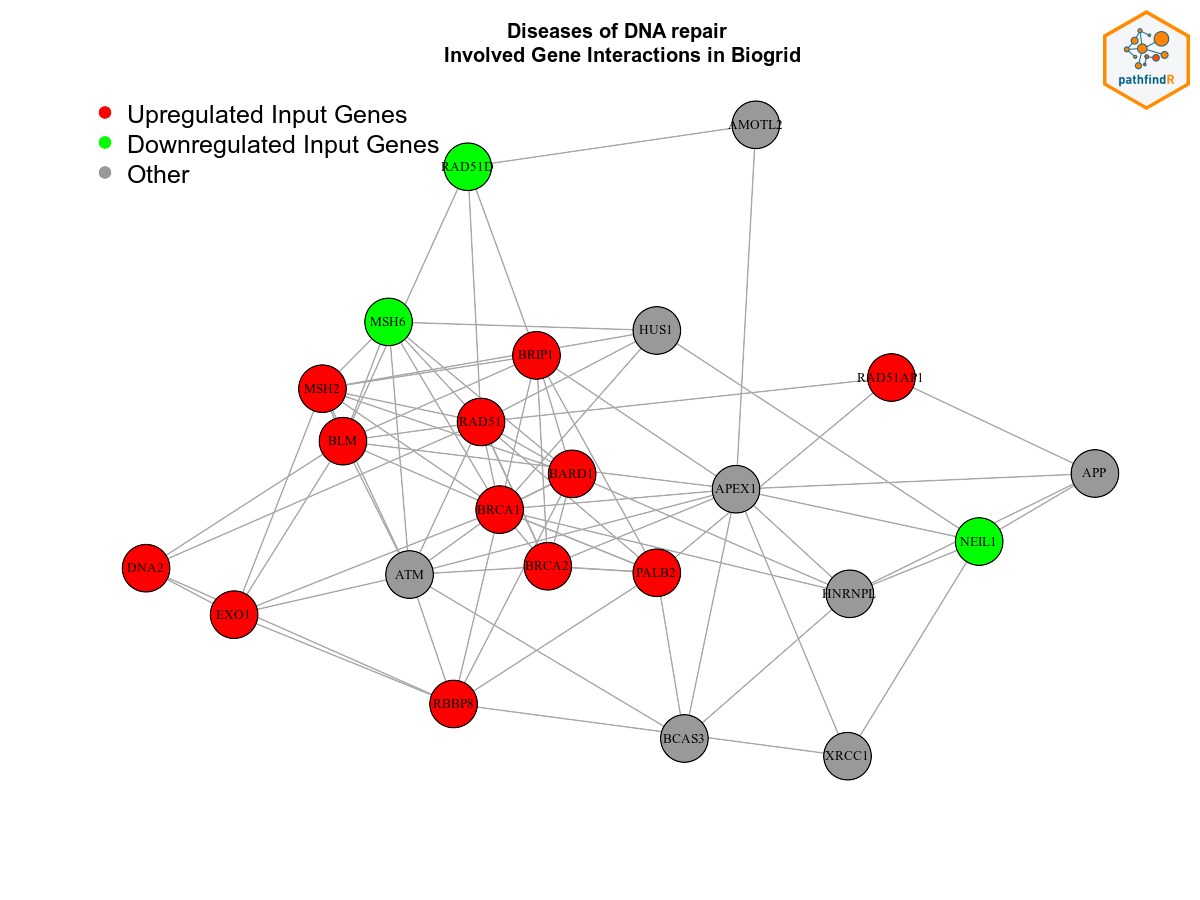 Diseases of DNA repair
Involved Gene Interactions in Biogrid
pathfindR
Upregulated Input Genes
Downregulated Input Genes
Other
AMOTL2
RAD51D
MSH6
HUS1
BRIP1
RAD51AP1
MSH2
RAD51
BLM
BARD1
APP
APEX1
BRCA1
NEIL1
DNA2
ATM
BRCA2
PALB2
HNRNPL
EXO1
RBBP8
BCAS3
XRCC1